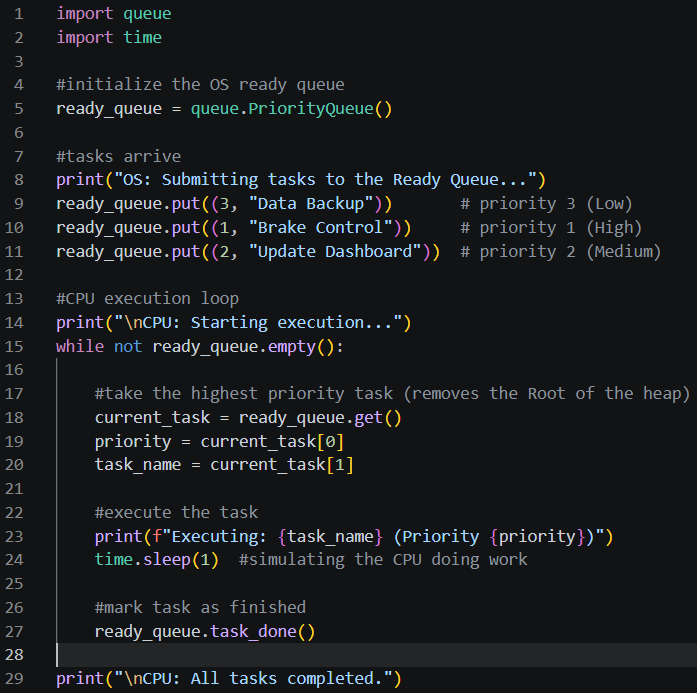 1 import queue
2 import time
3
4 #initialize the OS ready queue
5 ready_queue = queue.PriorityQueue()
6
7 #tasks arrive
8 print("OS: Submitting tasks to the Ready Queue...")
9 ready_queue.put((3, "Data Backup"))       # priority 3 (Low)
10 ready_queue.put((1, "Brake Control"))     # priority 1 (High)
11 ready_queue.put((2, "Update Dashboard"))  # priority 2 (Medium)
12
13 #CPU execution loop
14 print("\nCPU: Starting execution...")
15 while not ready_queue.empty():
16
17     #take the highest priority task (removes the Root of the heap)
18     current_task = ready_queue.get()
19     priority = current_task[0]
20     task_name = current_task[1]
21
22     #execute the task
23     print(f"Executing: {task_name} (Priority {priority})")
24     time.sleep(1)  #simulating the CPU doing work
25
26     #mark task as finished
27     ready_queue.task_done()
28
29 print("\nCPU: All tasks completed.")